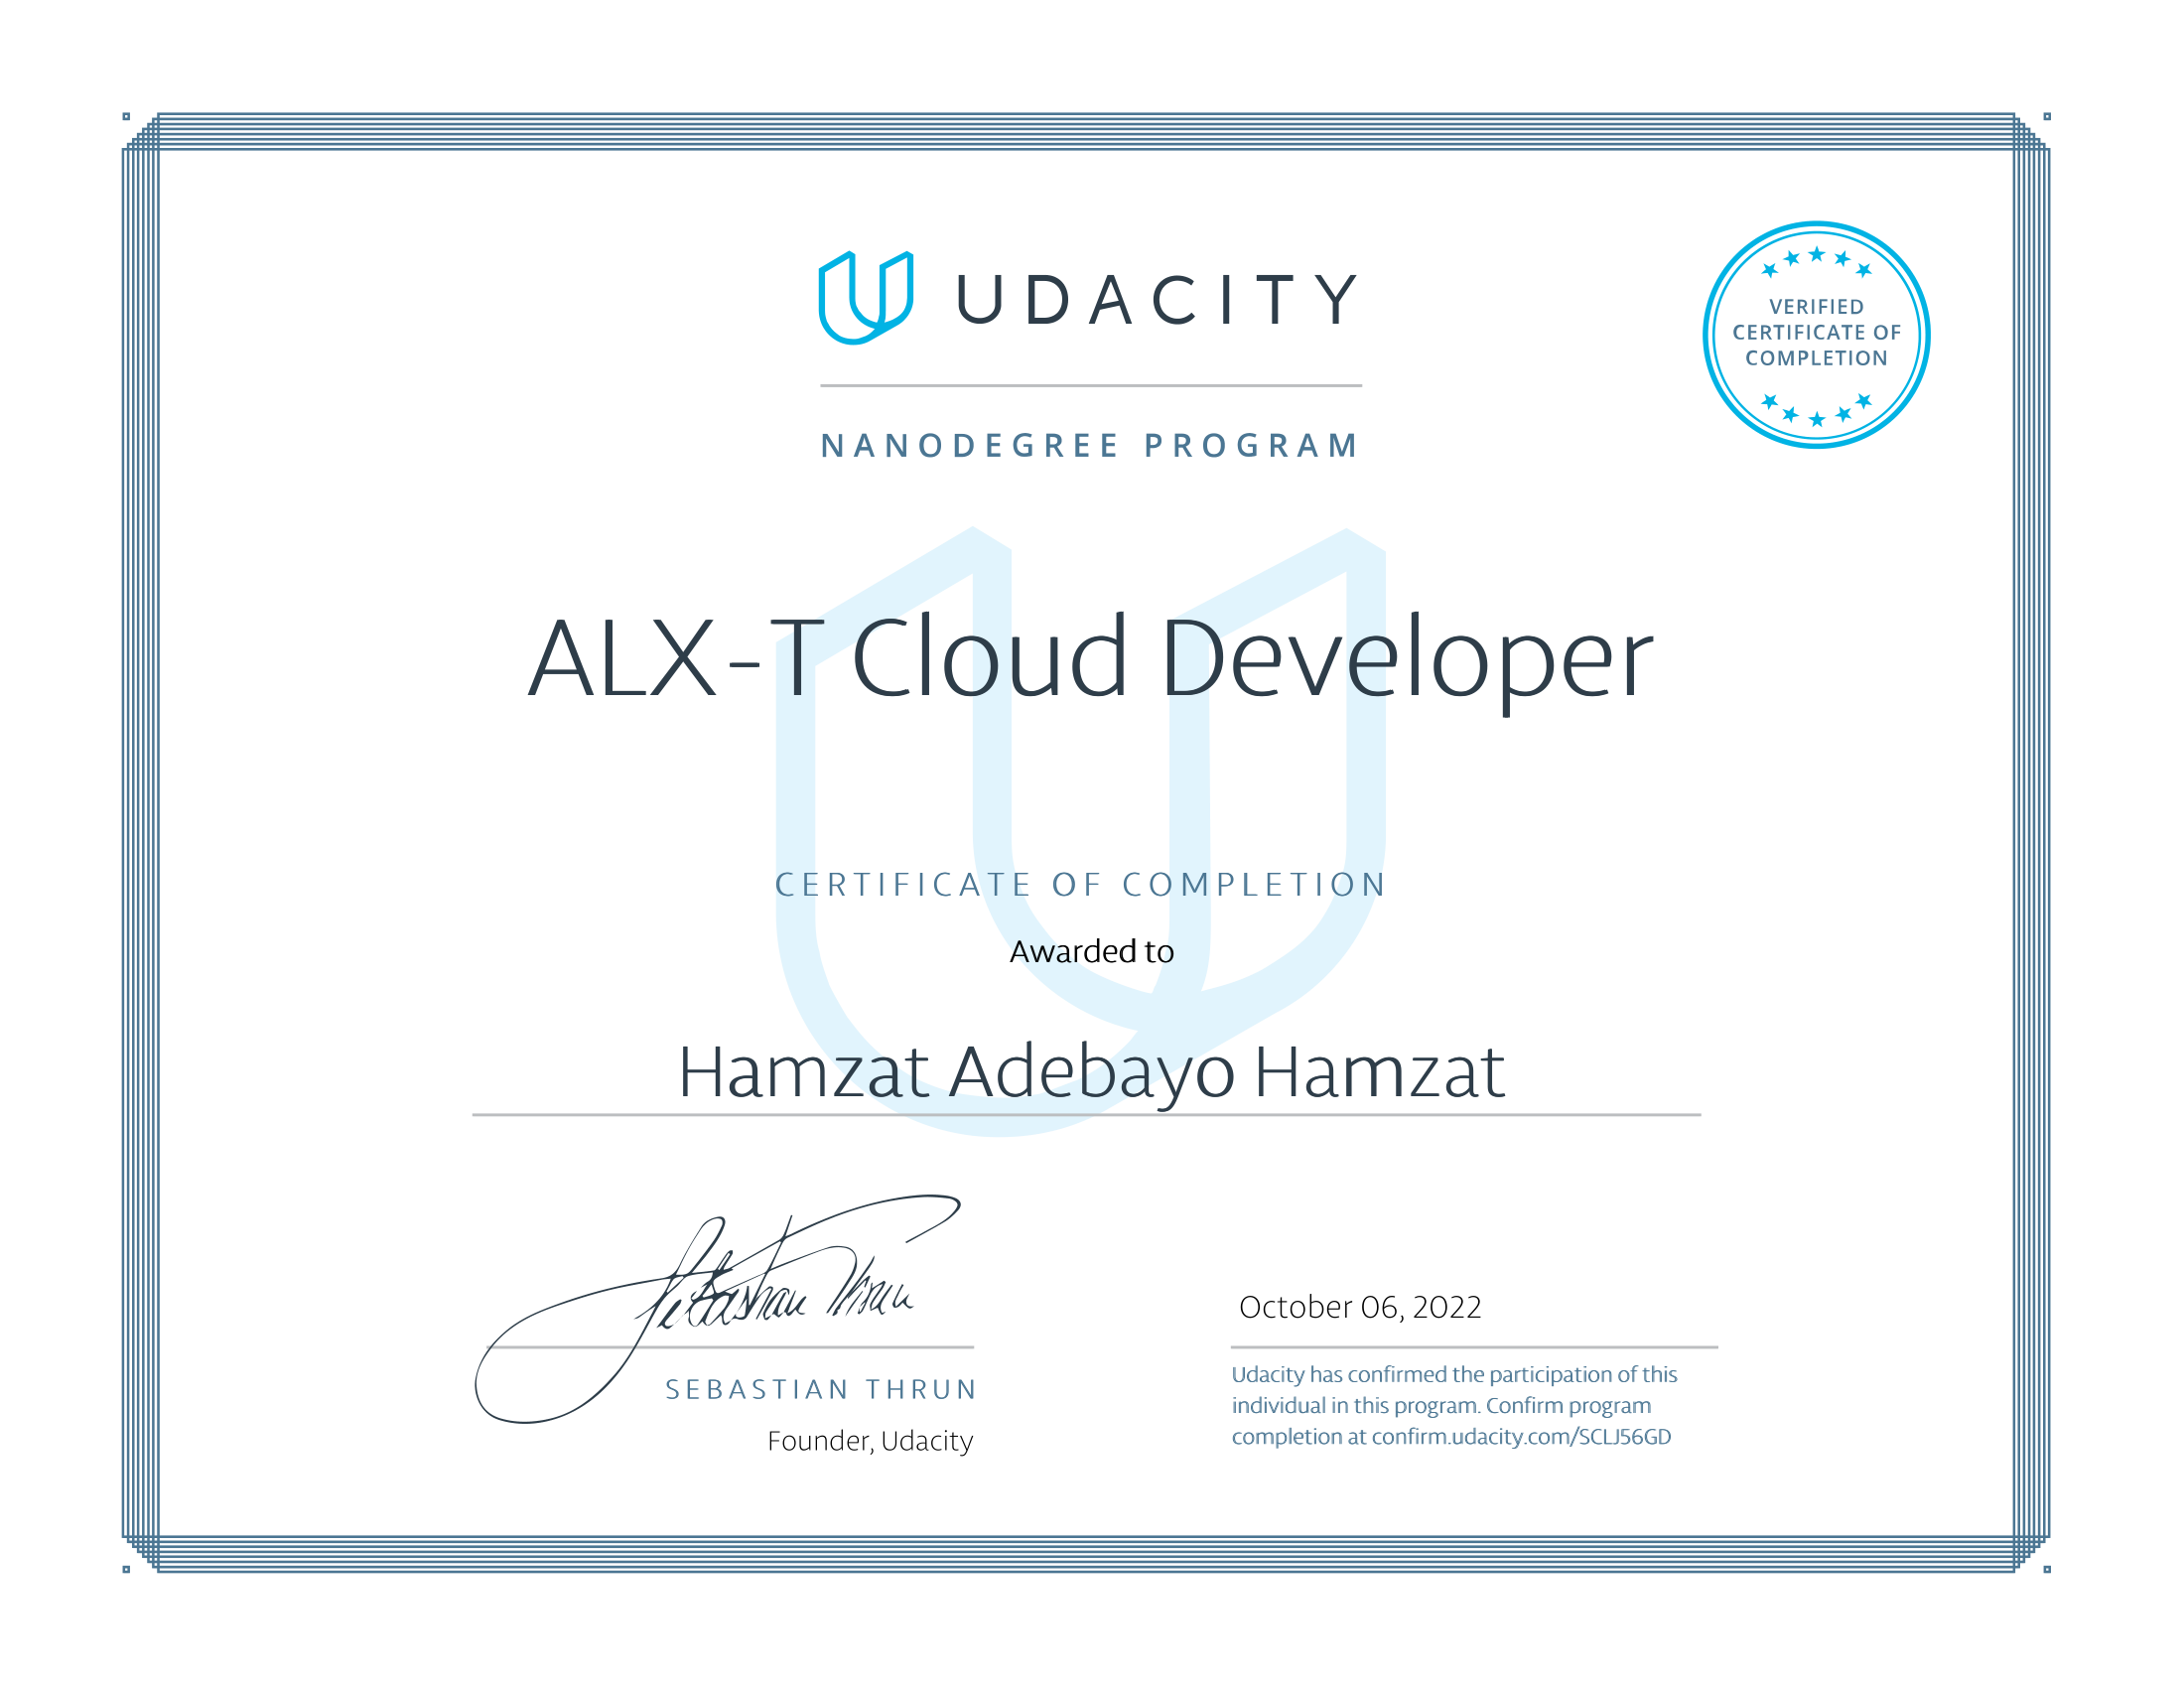 UDACITY
VERIFIED
CERTIFICATE OF
COMPLETION
NANODEGREE PROGRAM
ALX-T Cloud Developer
CERTIFICATE OF COMPLETION
Awarded to
Hamzat Adebayo Hamzat
Sebastian Thrun
SEBASTIAN THRUN
Founder, Udacity
October 06, 2022
Udacity has confirmed the participation of this
individual in this program. Confirm program
completion at confirm.udacity.com/SCLJ56GD